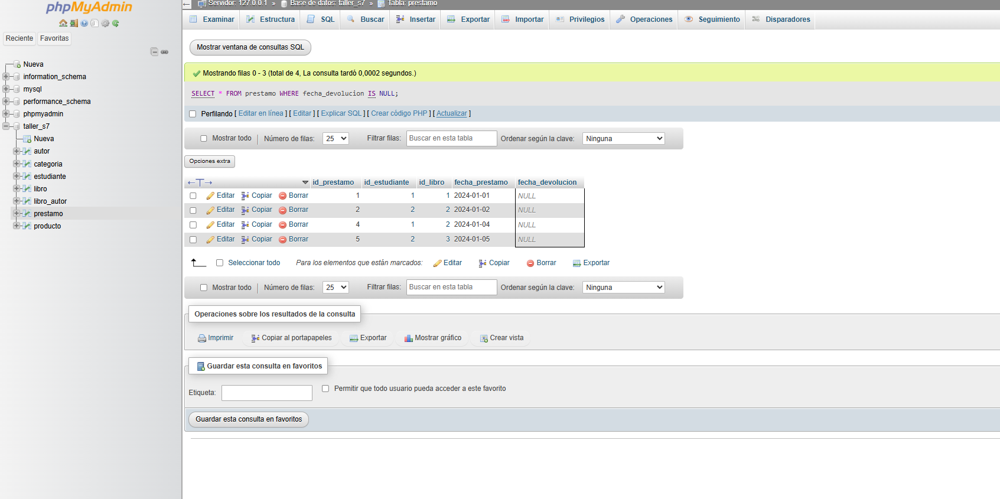 phpMyAdmin
Reciente Favoritas
Nueva
information_schema
mysql
performance_schema
phpmyadmin
taller_s7
Nueva
autor
categoria
estudiante
libro
libro_autor
prestamo
producto
Servidor: 127.0.0.1 » Base de datos: taller_s7 » Tabla: prestamo
Examinar Estructura SQL Buscar Insertar Exportar Importar Privilegios Operaciones Seguimiento Disparadores
Mostrar ventana de consultas SQL
Mostrando filas 0 - 3 (total de 4, La consulta tardó 0,0002 segundos.)
SELECT * FROM prestamo WHERE fecha_devolucion IS NULL;
Perfilando [ Editar en línea ] [ Editar ] [ Explicar SQL ] [ Crear código PHP ] [ Actualizar ]
Mostrar todo | Número de filas: 25 Filtrar filas: Buscar en esta tabla Ordenar según la clave: Ninguna
Opciones extra
←T→ id_prestamo id_estudiante id_libro fecha_prestamo fecha_devolucion
Editar Copiar Borrar 1 1 1 2024-01-01 NULL
Editar Copiar Borrar 2 2 2 2024-01-02 NULL
Editar Copiar Borrar 4 1 2 2024-01-04 NULL
Editar Copiar Borrar 5 2 3 2024-01-05 NULL
Seleccionar todo Para los elementos que están marcados: Editar Copiar Borrar Exportar
Mostrar todo | Número de filas: 25 Filtrar filas: Buscar en esta tabla Ordenar según la clave: Ninguna
Operaciones sobre los resultados de la consulta
Imprimir Copiar al portapapeles Exportar Mostrar gráfico Crear vista
Guardar esta consulta en favoritos
Etiqueta: Permitir que todo usuario pueda acceder a este favorito
Guardar esta consulta en favoritos